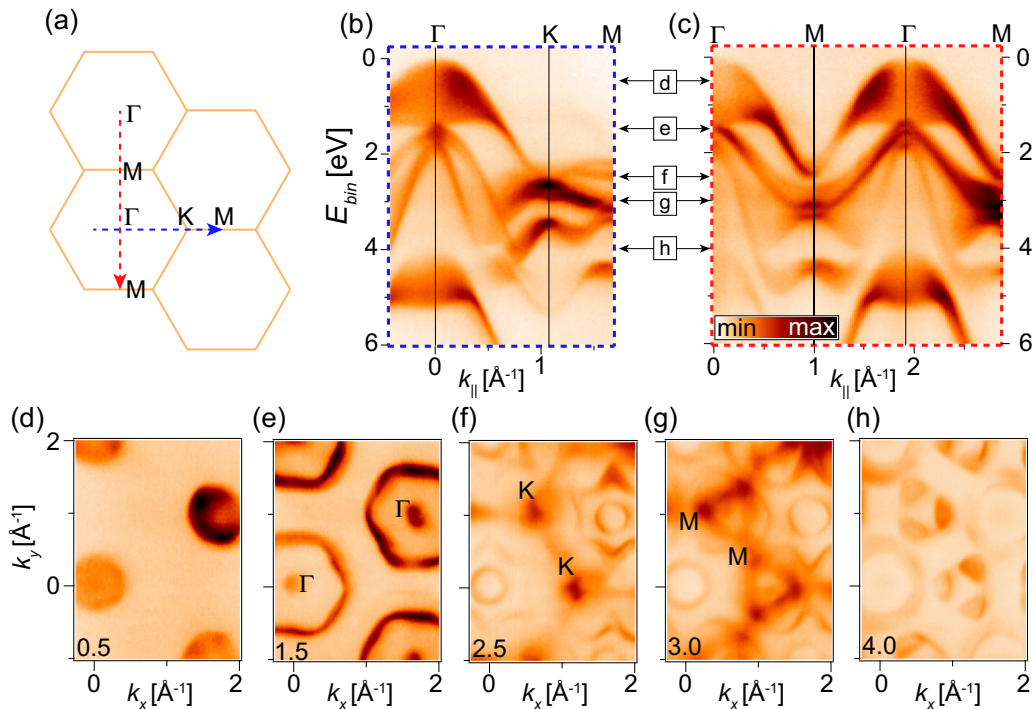 (a)
Γ
M
Γ
K M
M
(b)
Γ K M
0
2
4
6
E_bin [eV]
0 1
k_|| [Å⁻¹]
d
e
f
g
h
(c)
Γ M Γ M
0
2
4
6
min max
0 1 2
k_|| [Å⁻¹]
(d)
2
0
k_y [Å⁻¹]
0.5
0 2
k_x [Å⁻¹]
(e)
Γ
Γ
1.5
0 2
k_x [Å⁻¹]
(f)
K
K
2.5
0 2
k_x [Å⁻¹]
(g)
M
M
3.0
0 2
k_x [Å⁻¹]
(h)
4.0
0 2
k_x [Å⁻¹]